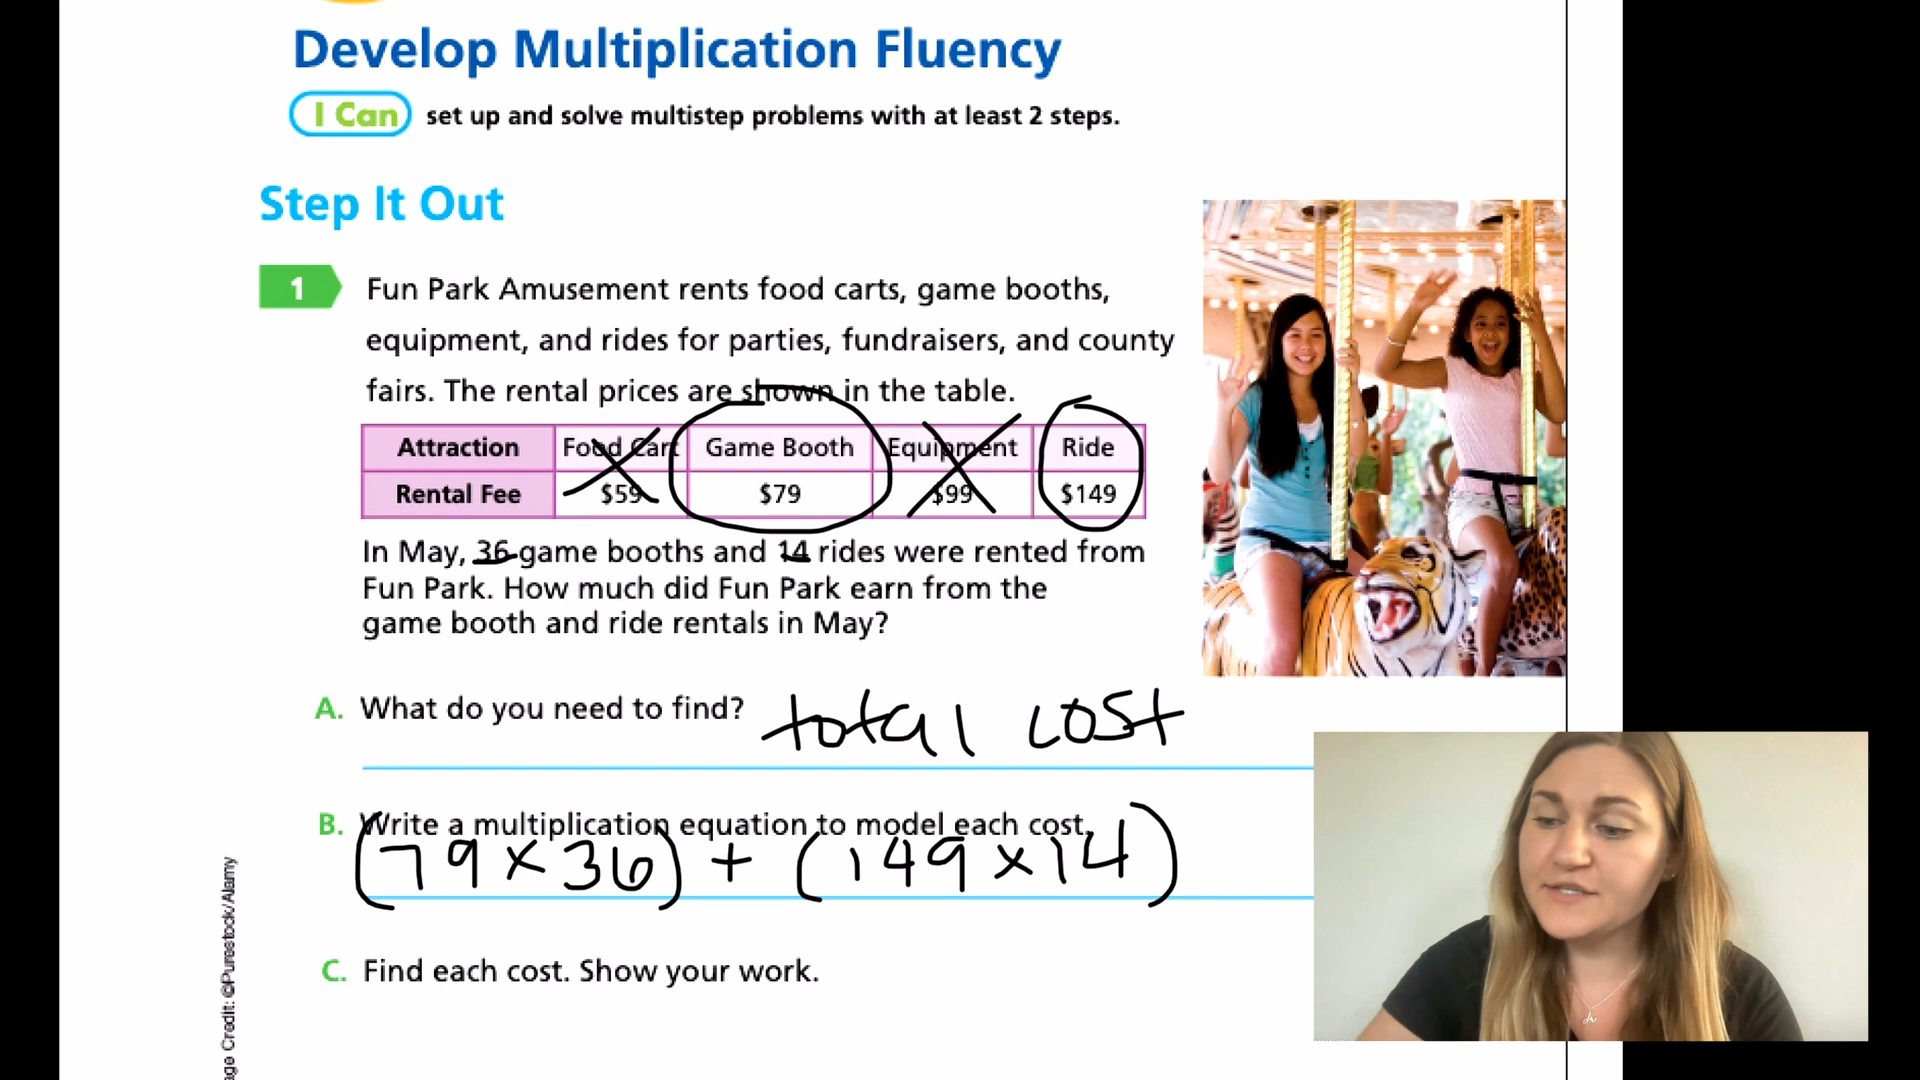 Develop Multiplication Fluency
I Can set up and solve multistep problems with at least 2 steps.
Step It Out
1 Fun Park Amusement rents food carts, game booths,
equipment, and rides for parties, fundraisers, and county
fairs. The rental prices are shown in the table.
Attraction Food Cart Game Booth Equipment Ride
Rental Fee $59 $79 $99 $149
In May, 36 game booths and 14 rides were rented from
Fun Park. How much did Fun Park earn from the
game booth and ride rentals in May?
A. What do you need to find? total cost
B. Write a multiplication equation to model each cost.
(79 x 36) + (149 x 14)
C. Find each cost. Show your work.
age Credit: ©Purestock/Alamy